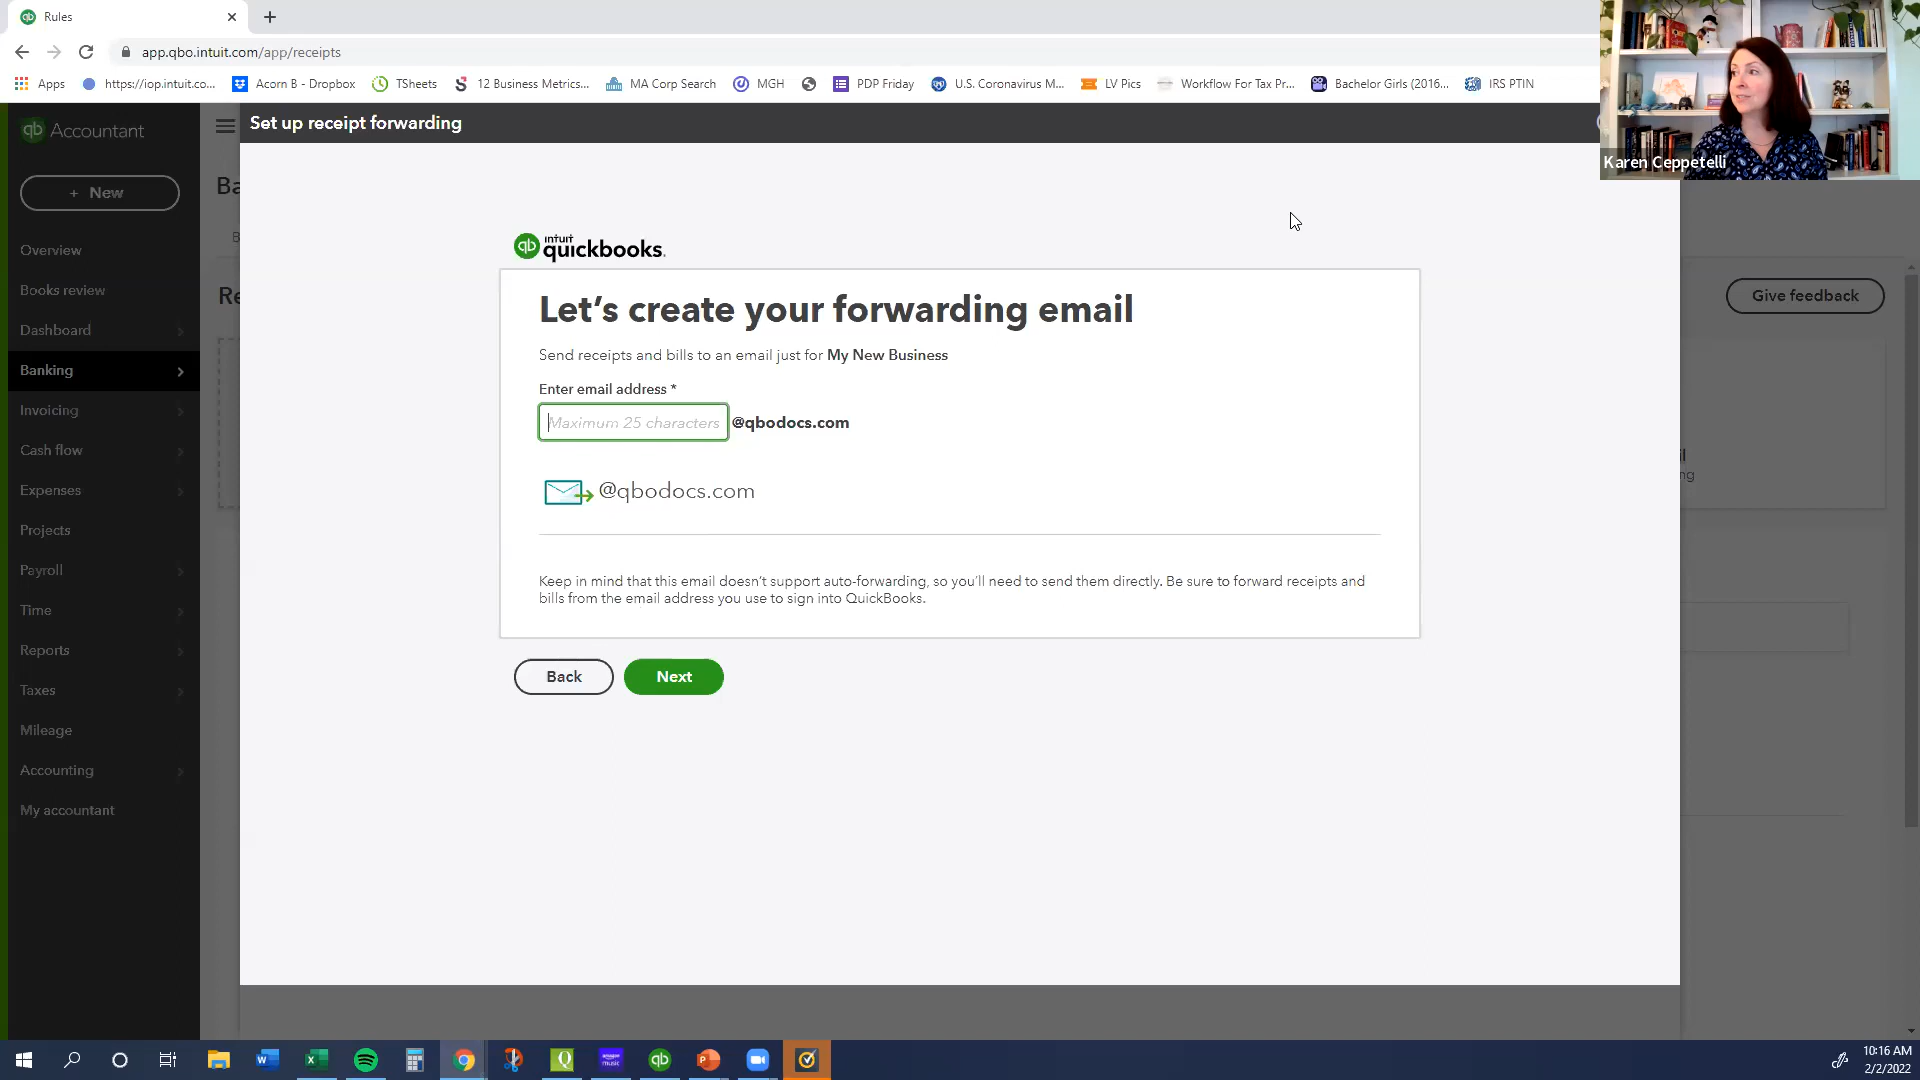 Rules
app.qbo.intuit.com/app/receipts
Apps
https://iop.intuit.co...
Acorn B - Dropbox
TSheets
12 Business Metrics...
MA Corp Search
MGH
PDP Friday
U.S. Coronavirus M...
LV Pics
Workflow For Tax Pr...
Bachelor Girls (2016...
IRS PTIN
Karen Ceppetelli
qb Accountant
Set up receipt forwarding
+ New
Ba
B
Re
Give feedback
Overview
Books review
Dashboard
Banking
Invoicing
Cash flow
Expenses
Projects
Payroll
Time
Reports
Taxes
Mileage
Accounting
My accountant
intuit
qb quickbooks.
Let's create your forwarding email
Send receipts and bills to an email just for My New Business
Enter email address *
Maximum 25 characters @qbodocs.com
@qbodocs.com
il
ng
Keep in mind that this email doesn't support auto-forwarding, so you'll need to send them directly. Be sure to forward receipts and
bills from the email address you use to sign into QuickBooks.
Back
Next
10:16 AM
2/2/2022